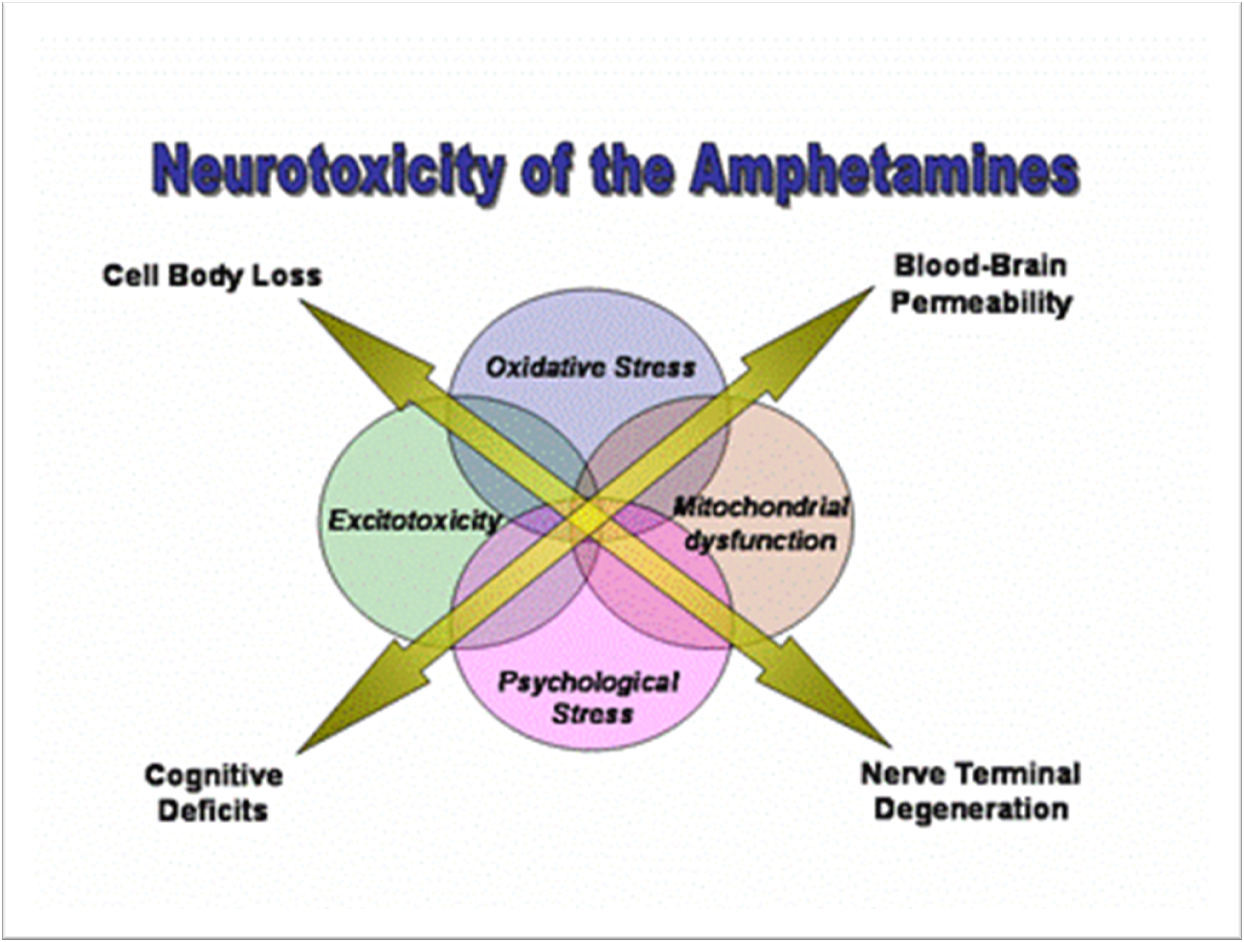 Neurotoxicity of the Amphetamines
Cell Body Loss
Blood-Brain
Permeability
Oxidative Stress
Excitotoxicity
Mitochondrial
dysfunction
Psychological
Stress
Cognitive
Deficits
Nerve Terminal
Degeneration